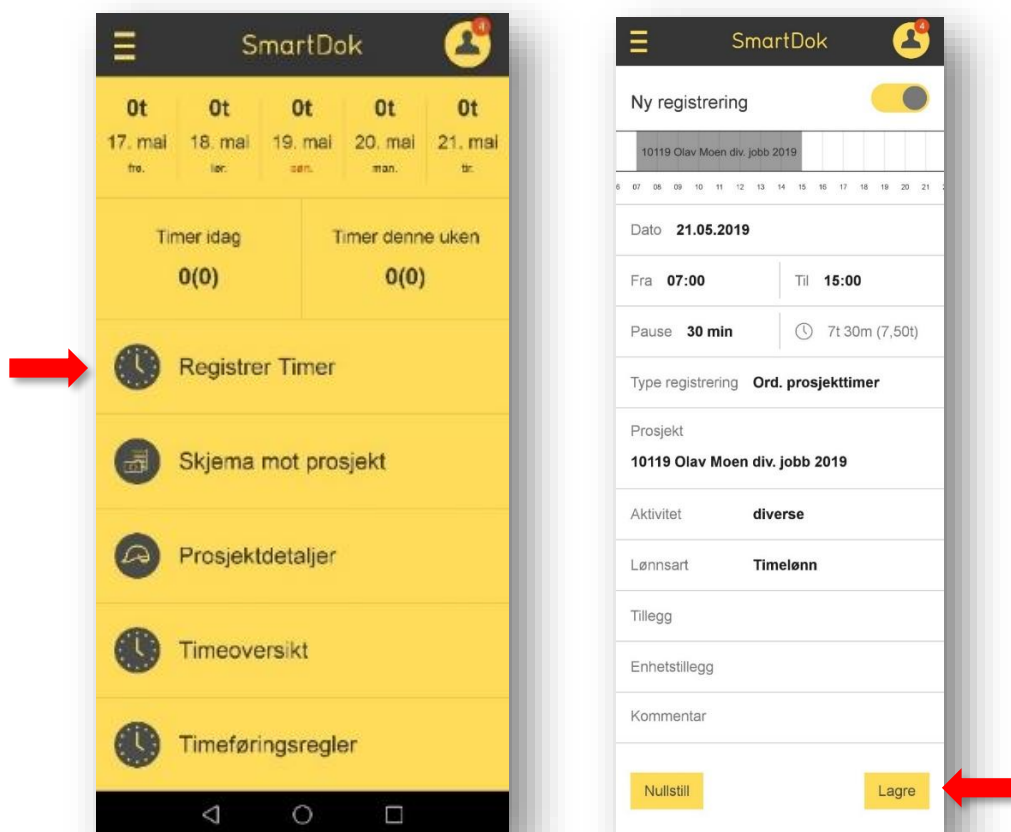 SmartDok
4
0t 0t 0t 0t 0t
17. mai 18. mai 19. mai 20. mai 21. mai
fre. lør. søn. man. tir.
Timer idag Timer denne uken
0(0) 0(0)
Registrer Timer
Skjema mot prosjekt
Prosjektdetaljer
Timeoversikt
Timeføringsregler
SmartDok
4
Ny registrering
10119 Olav Moen div. jobb 2019
6 07 08 09 10 11 12 13 14 15 16 17 18 19 20 21
Dato 21.05.2019
Fra 07:00 Til 15:00
Pause 30 min 7t 30m (7,50t)
Type registrering Ord. prosjekttimer
Prosjekt
10119 Olav Moen div. jobb 2019
Aktivitet diverse
Lønnsart Timelønn
Tillegg
Enhetstillegg
Kommentar
Nullstill Lagre